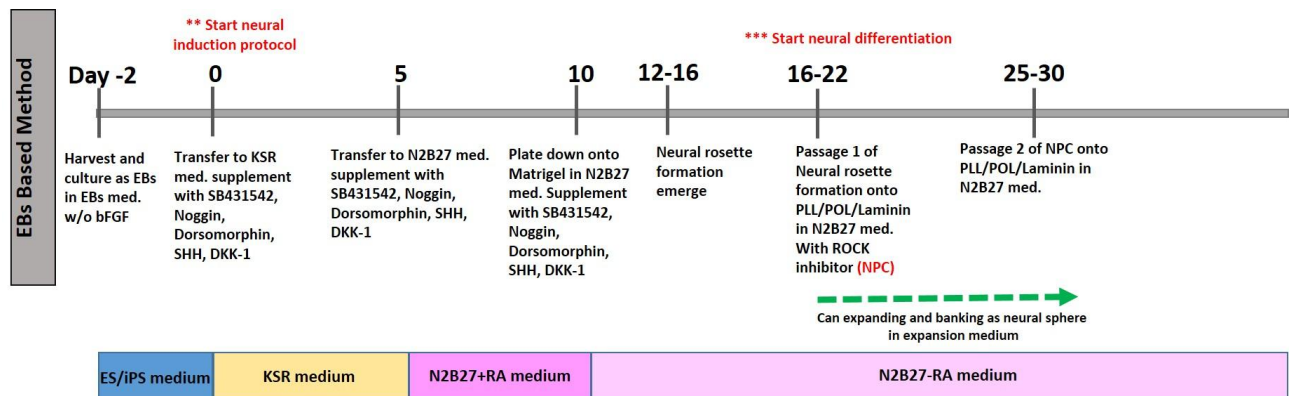 EBs Based Method
** Start neural
induction protocol
*** Start neural differentiation
Day -2
0
5
10
12-16
16-22
25-30
Harvest and
culture as EBs
in EBs med.
w/o bFGF
Transfer to KSR
med. supplement
with SB431542,
Noggin,
Dorsomorphin,
SHH, DKK-1
Transfer to N2B27 med.
supplement with
SB431542, Noggin,
Dorsomorphin, SHH,
DKK-1
Plate down onto
Matrigel in N2B27
med. Supplement
with SB431542,
Noggin,
Dorsomorphin,
SHH, DKK-1
Neural rosette
formation
emerge
Passage 1 of
Neural rosette
formation onto
PLL/POL/Laminin
in N2B27 med.
With ROCK
inhibitor (NPC)
Passage 2 of NPC onto
PLL/POL/Laminin in
N2B27 med.
Can expanding and banking as neural sphere
in expansion medium
ES/iPS medium
KSR medium
N2B27+RA medium
N2B27-RA medium